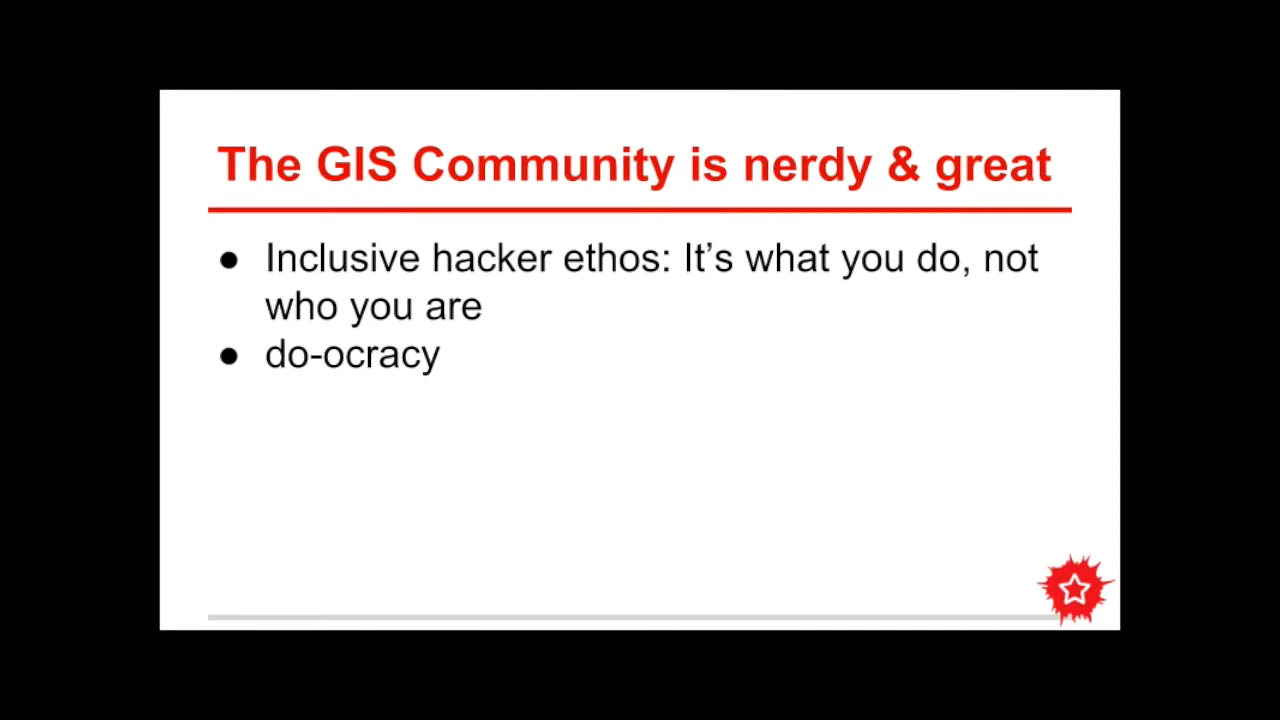 The GIS Community is nerdy & great
● Inclusive hacker ethos: It’s what you do, not
who you are
● do-ocracy